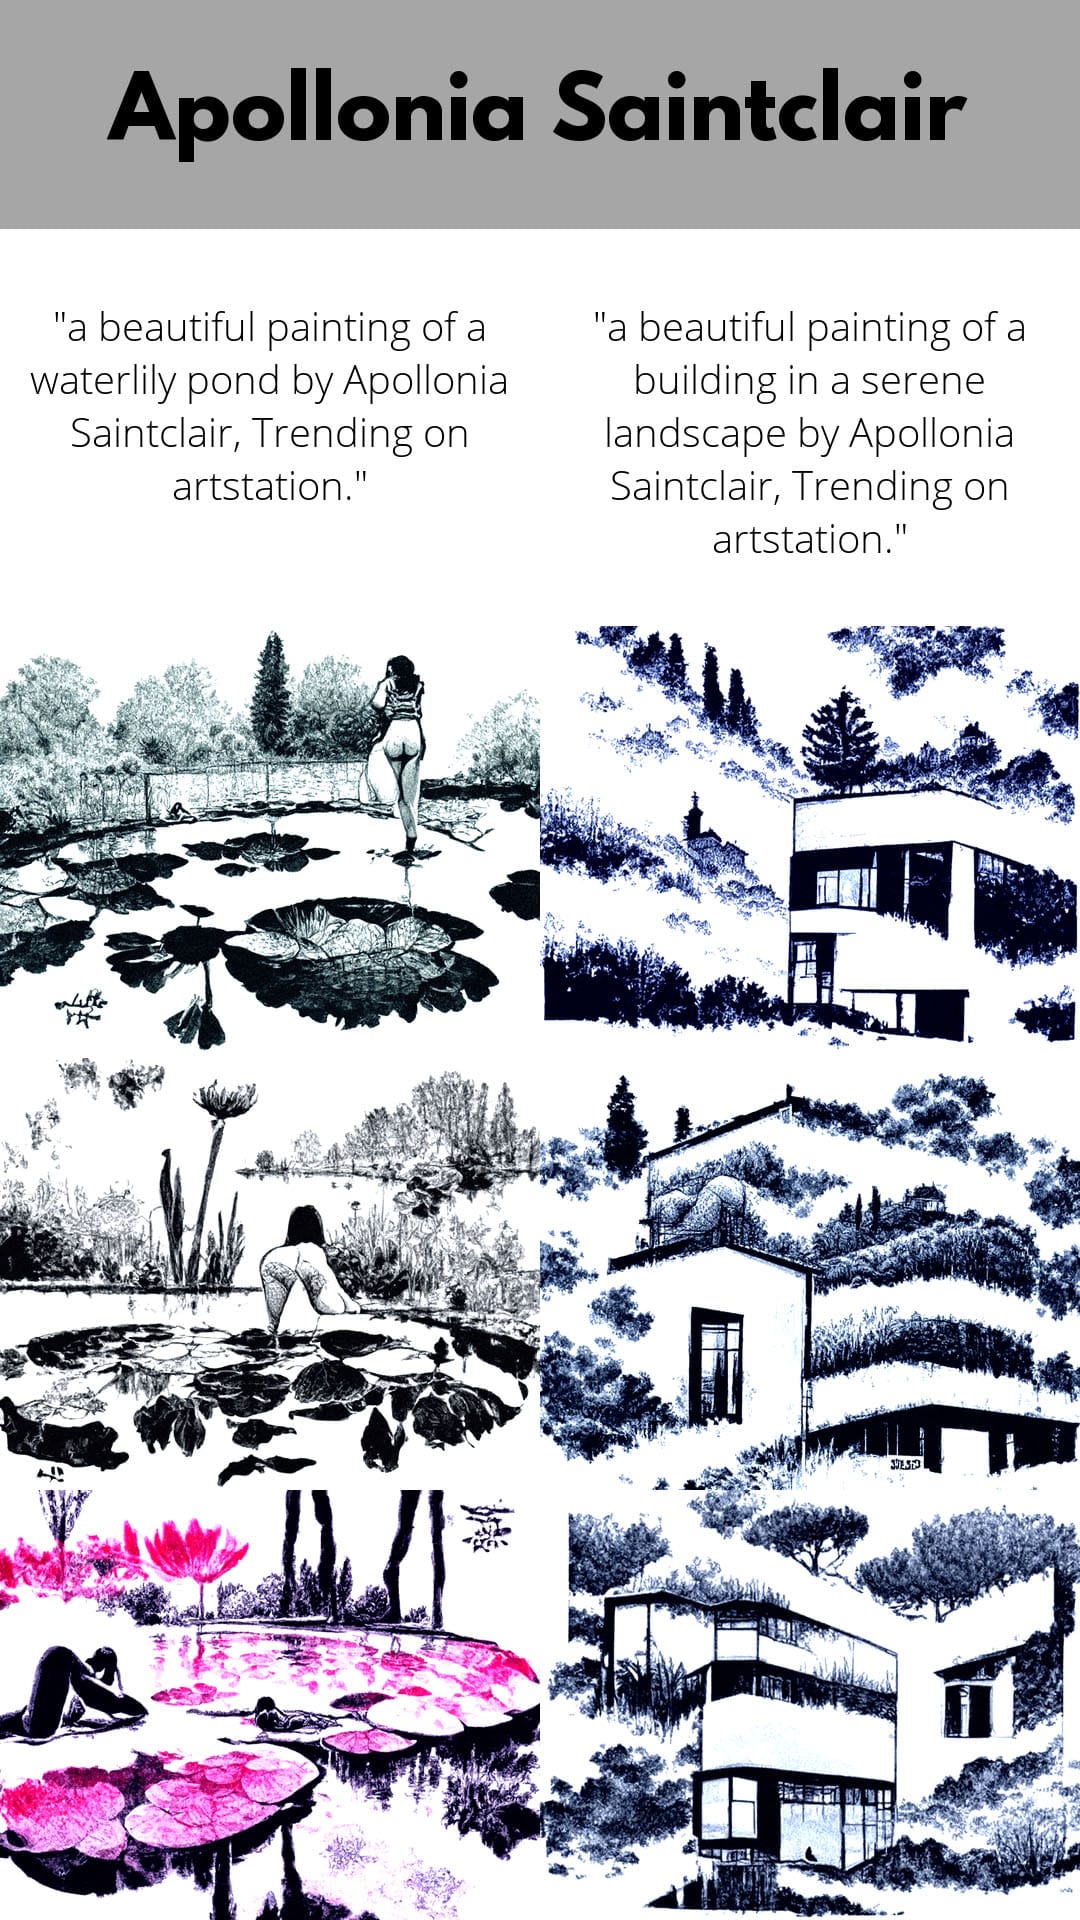 Apollonia Saintclair
"a beautiful painting of a
waterlily pond by Apollonia
Saintclair, Trending on
artstation."
"a beautiful painting of a
building in a serene
landscape by Apollonia
Saintclair, Trending on
artstation."